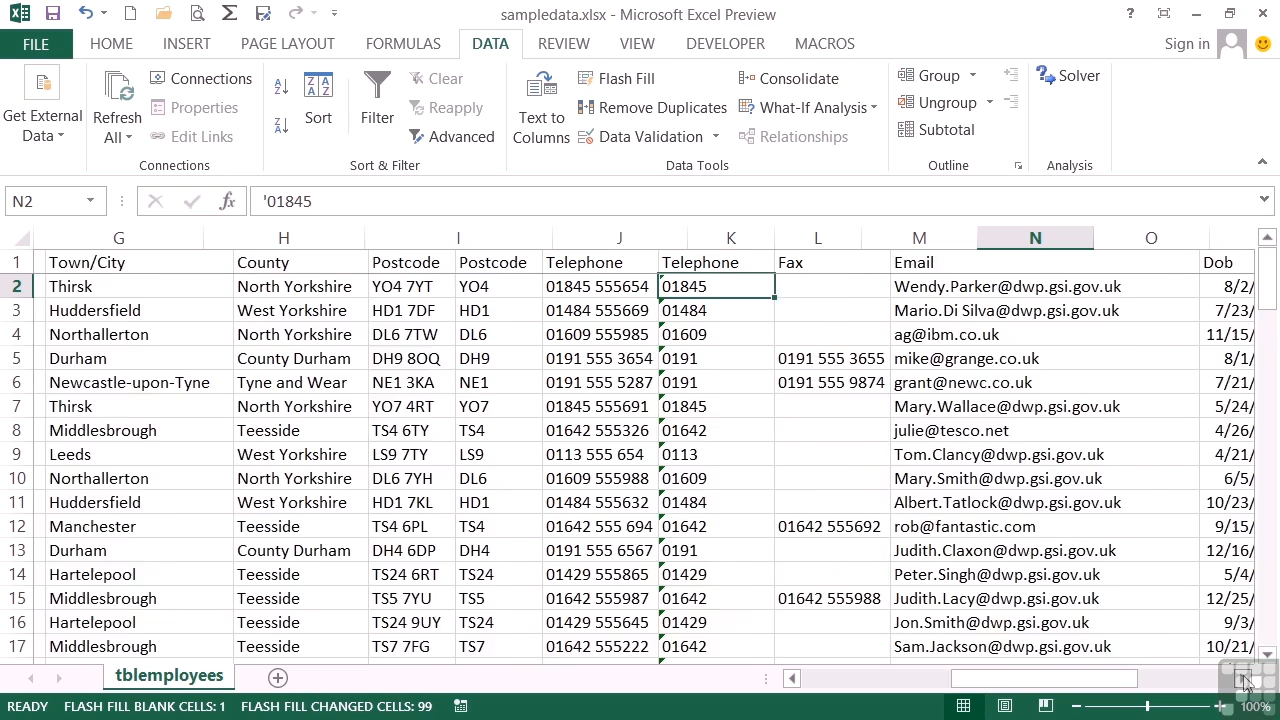 sampledata.xlsx - Microsoft Excel Preview
FILE HOME INSERT PAGE LAYOUT FORMULAS DATA REVIEW VIEW DEVELOPER MACROS Sign in
Get External Data
Refresh All
Connections
Properties
Edit Links
Connections
Sort
Filter
Clear
Reapply
Advanced
Sort & Filter
Text to Columns
Flash Fill
Remove Duplicates
Data Validation
Consolidate
What-If Analysis
Relationships
Data Tools
Group
Ungroup
Subtotal
Outline
Solver
Analysis
N2 fx '01845
G H I J K L M N O
1 Town/City County Postcode Postcode Telephone Telephone Fax Email Dob
2 Thirsk North Yorkshire YO4 7YT YO4 01845 555654 01845 Wendy.Parker@dwp.gsi.gov.uk 8/2/
3 Huddersfield West Yorkshire HD1 7DF HD1 01484 555669 01484 Mario.Di Silva@dwp.gsi.gov.uk 7/23/
4 Northallerton North Yorkshire DL6 7TW DL6 01609 555985 01609 ag@ibm.co.uk 11/15/
5 Durham County Durham DH9 8OQ DH9 0191 555 3654 0191 0191 555 3655 mike@grange.co.uk 8/1/
6 Newcastle-upon-Tyne Tyne and Wear NE1 3KA NE1 0191 555 5287 0191 0191 555 9874 grant@newc.co.uk 7/21/
7 Thirsk North Yorkshire YO7 4RT YO7 01845 555691 01845 Mary.Wallace@dwp.gsi.gov.uk 5/24/
8 Middlesbrough Teesside TS4 6TY TS4 01642 555326 01642 julie@tesco.net 4/26/
9 Leeds West Yorkshire LS9 7TY LS9 0113 555 654 0113 Tom.Clancy@dwp.gsi.gov.uk 4/21/
10 Northallerton North Yorkshire DL6 7YH DL6 01609 555988 01609 Mary.Smith@dwp.gsi.gov.uk 6/5/
11 Huddersfield West Yorkshire HD1 7KL HD1 01484 555632 01484 Albert.Tatlock@dwp.gsi.gov.uk 10/23/
12 Manchester Teesside TS4 6PL TS4 01642 555 694 01642 01642 555692 rob@fantastic.com 9/15/
13 Durham County Durham DH4 6DP DH4 0191 555 6567 0191 Judith.Claxon@dwp.gsi.gov.uk 12/16/
14 Hartelepool Teesside TS24 6RT TS24 01429 555865 01429 Peter.Singh@dwp.gsi.gov.uk 5/4/
15 Middlesbrough Teesside TS5 7YU TS5 01642 555987 01642 01642 555988 Judith.Lacy@dwp.gsi.gov.uk 12/25/
16 Hartelepool Teesside TS24 9UY TS24 01429 555645 01429 Jon.Smith@dwp.gsi.gov.uk 9/3/
17 Middlesbrough Teesside TS7 7FG TS7 01642 555222 01642 Sam.Jackson@dwp.gsi.gov.uk 10/21/
tblemployees
READY FLASH FILL BLANK CELLS: 1 FLASH FILL CHANGED CELLS: 99 100%